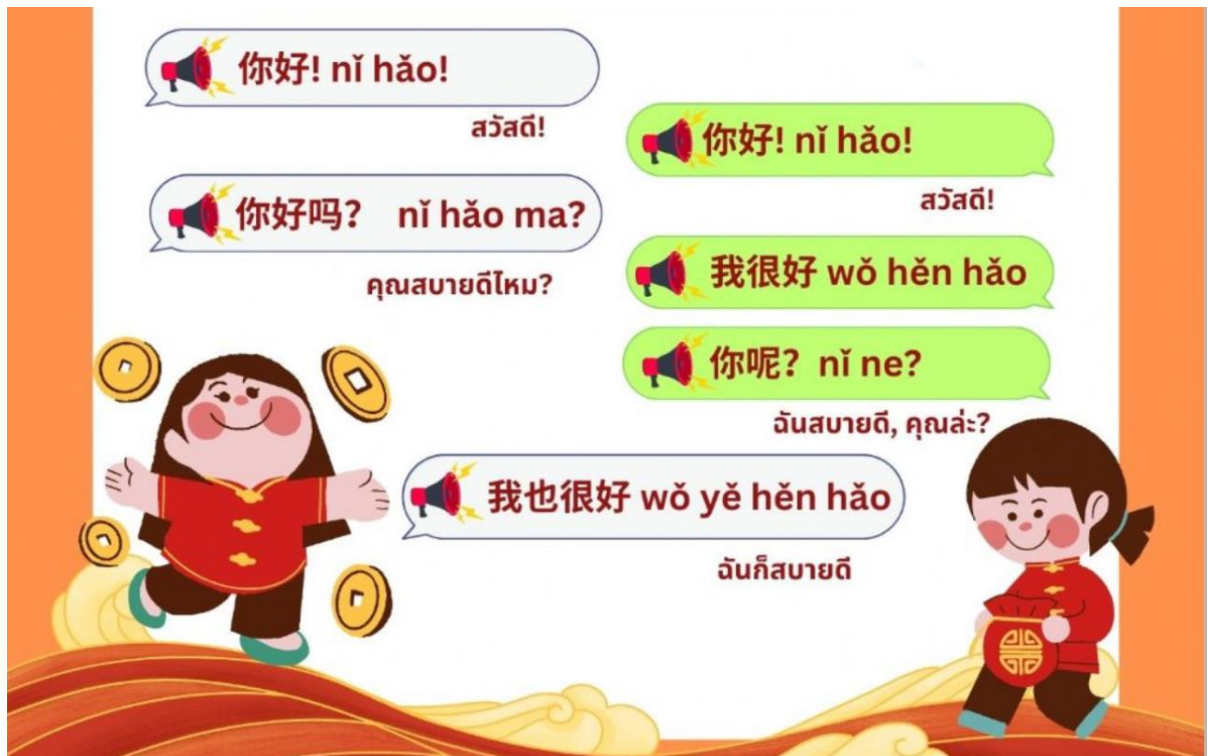 你好! nǐ hǎo!
สวัสดี!
你好! nǐ hǎo!
สวัสดี!
你好吗? nǐ hǎo ma?
คุณสบายดีไหม?
我很好 wǒ hěn hǎo
你呢? nǐ ne?
ฉันสบายดี, คุณล่ะ?
我也很好 wǒ yě hěn hǎo
ฉันก็สบายดี